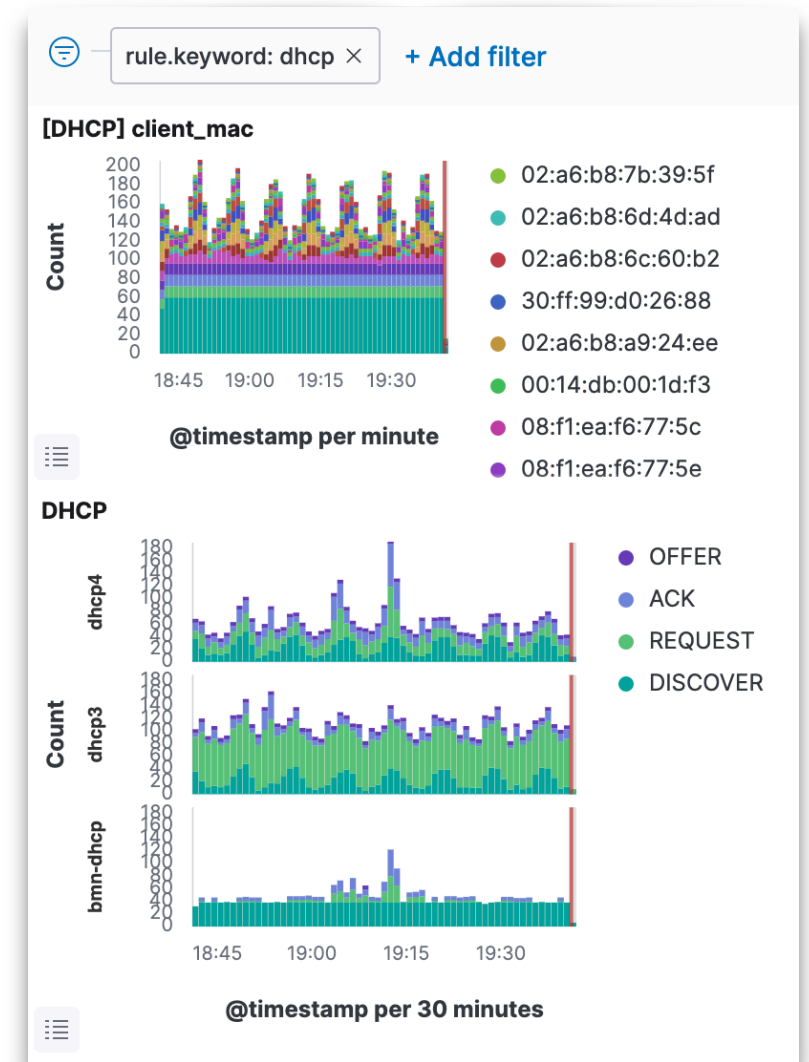 rule.keyword: dhcp × + Add filter
[DHCP] client_mac
Count
200
180
160
140
120
100
80
60
40
20
0
18:45 19:00 19:15 19:30
@timestamp per minute
02:a6:b8:7b:39:5f
02:a6:b8:6d:4d:ad
02:a6:b8:6c:60:b2
30:ff:99:d0:26:88
02:a6:b8:a9:24:ee
00:14:db:00:1d:f3
08:f1:ea:f6:77:5c
08:f1:ea:f6:77:5e
DHCP
Count
dhcp4
180
160
140
120
100
80
60
40
20
0
dhcp3
180
160
140
120
100
80
60
40
20
0
bmn-dhcp
180
160
140
120
100
80
60
40
20
0
18:45 19:00 19:15 19:30
@timestamp per 30 minutes
OFFER
ACK
REQUEST
DISCOVER